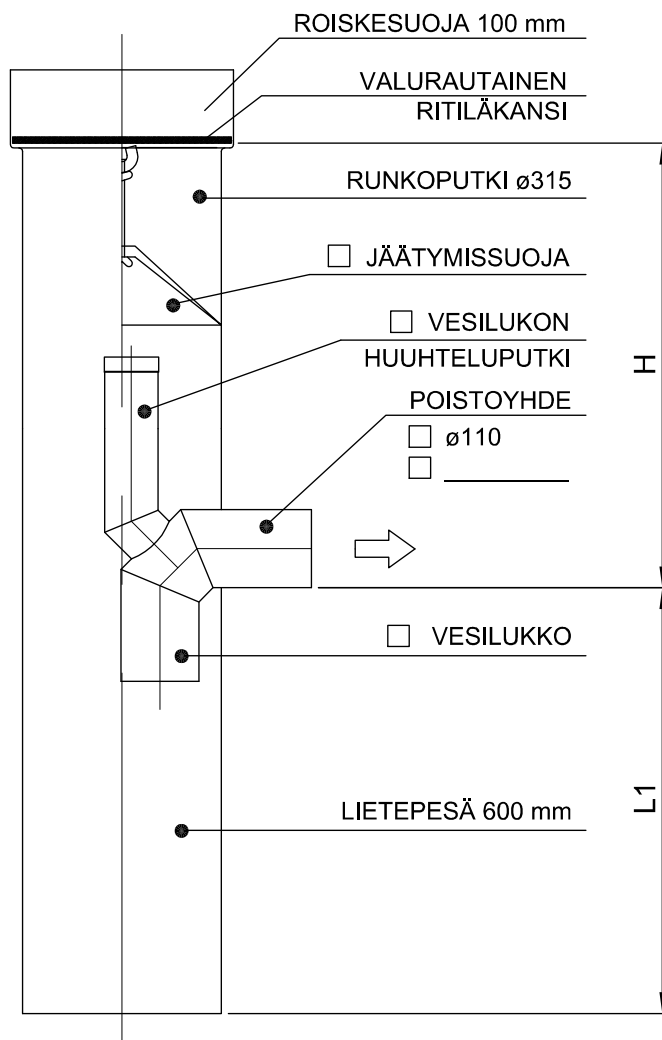 ROISKESUOJA 100 mm
VALURAUTAINEN
RITILÄKANSI
RUNKOPUTKI ø315
JÄÄTYMISSUOJA
VESILUKON
HUUHTELUPUTKI
H
POISTOYHDE
ø110
VESILUKKO
L1
LIETEPESÄ 600 mm